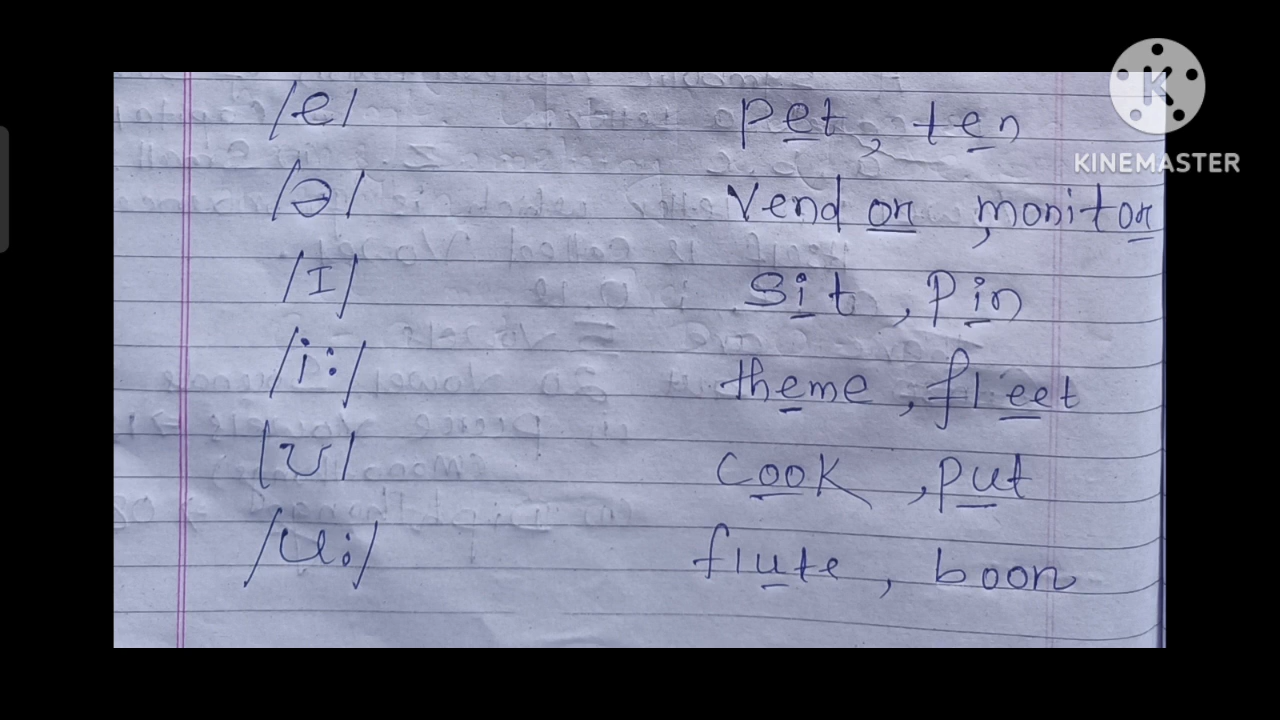 /e/ pet, ten
KINEMASTER
/ə/ Vendor, monitor
/I/ Sit, Pin
/i:/ theme, fleet
/ʊ/ Cook, put
/u:/ flute, boon